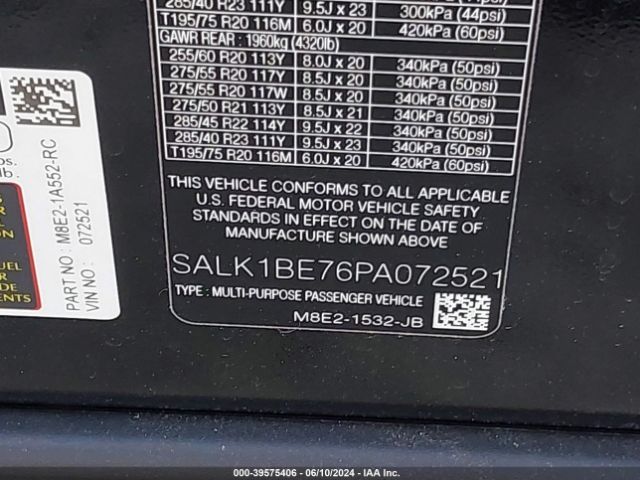 285/40 R23 111Y 9.5J x 23 300kPa (44psi)
T195/75 R20 116M 6.0J x 20 420kPa (60psi)
GAWR REAR : 1960kg (4320lb)
255/60 R20 113Y 8.0J x 20 340kPa (50psi)
275/55 R20 117Y 8.5J x 20 340kPa (50psi)
275/55 R20 117W 8.5J x 20 340kPa (50psi)
275/50 R21 113Y 8.5J x 21 340kPa (50psi)
285/45 R22 114Y 9.5J x 22 340kPa (50psi)
285/40 R23 111Y 9.5J x 23 340kPa (50psi)
T195/75 R20 116M 6.0J x 20 420kPa (60psi)
THIS VEHICLE CONFORMS TO ALL APPLICABLE
U.S. FEDERAL MOTOR VEHICLE SAFETY
STANDARDS IN EFFECT ON THE DATE OF
MANUFACTURE SHOWN ABOVE
SALK1BE76PA072521
TYPE : MULTI-PURPOSE PASSENGER VEHICLE
M8E2-1532-JB
PART NO : M8E2-1A552-RC
VIN NO : 072521
000-39575406 - 06/10/2024 - IAAI.COM